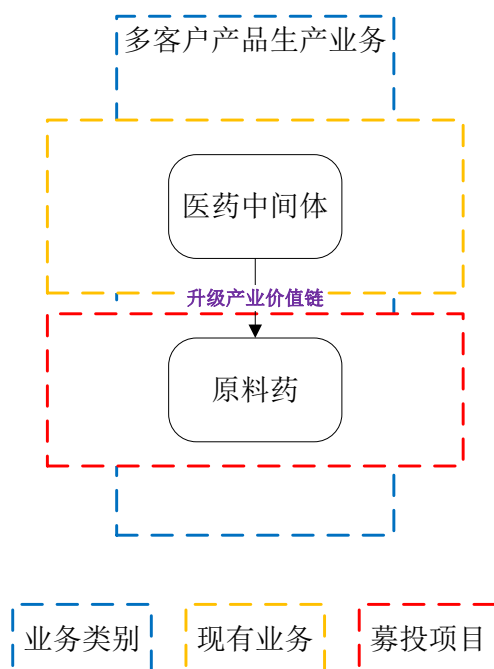 多客户产品生产业务
医药中间体
升级产业价值链
原料药
业务类别
现有业务
募投项目